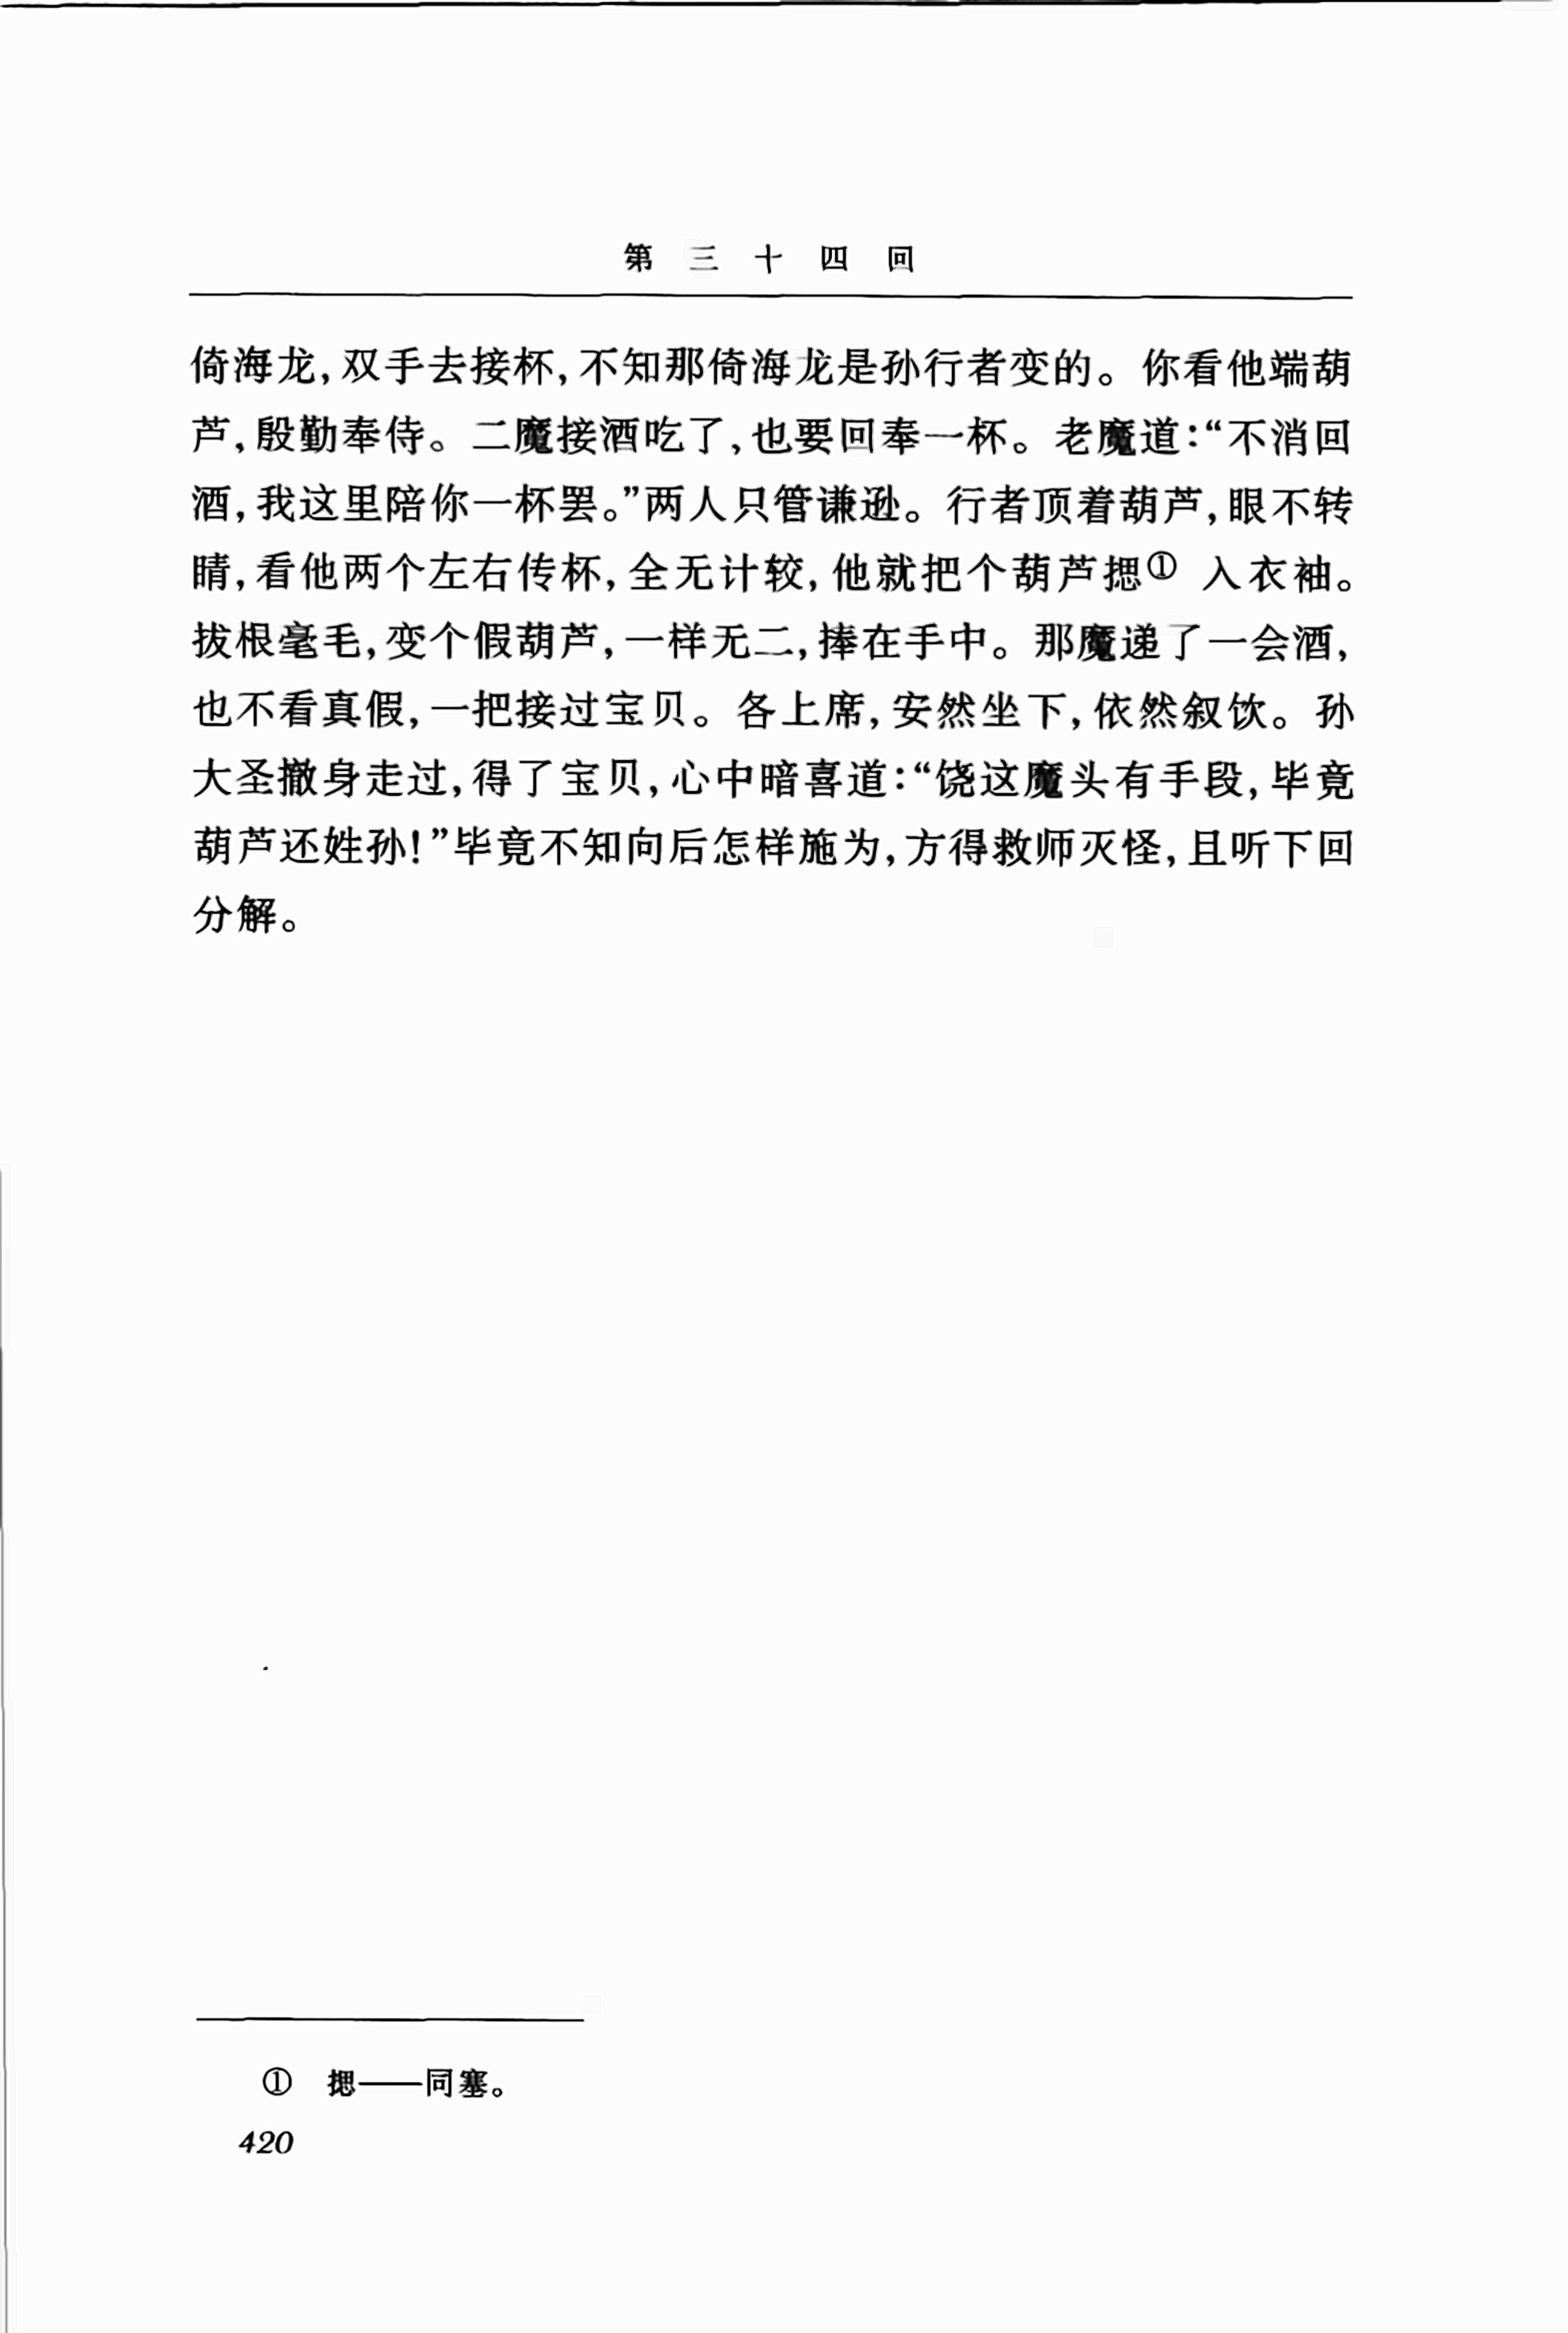 第三十四回
倚海龙,双手去接杯,不知那倚海龙是孙行者变的。你看他端葫
芦,殷勤奉侍。二魔接酒吃了,也要回奉一杯。老魔道:“不消回
酒,我这里陪你一杯罢。”两人只管谦逊。行者顶着葫芦,眼不转
睛,看他两个左右传杯,全无计较,他就把个葫芦揌① 入衣袖。
拔根毫毛,变个假葫芦,一样无二,捧在手中。那魔递了一会酒,
也不看真假,一把接过宝贝。各上席,安然坐下,依然叙饮。孙
大圣撤身走过,得了宝贝,心中暗喜道:“饶这魔头有手段,毕竟
葫芦还姓孙!”毕竟不知向后怎样施为,方得救师灭怪,且听下回
分解。
① 揌——同塞。
420